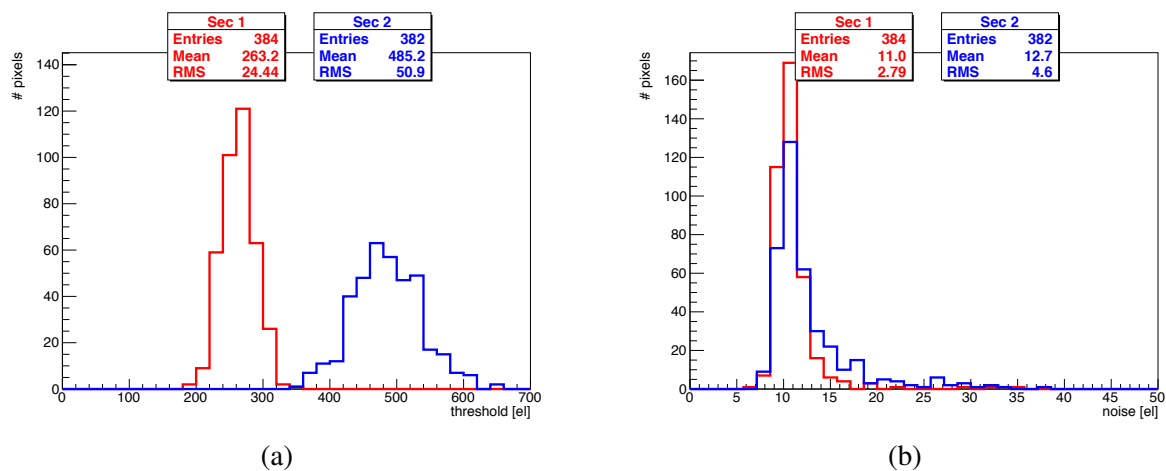 Sec 1
Entries 384
Mean 263.2
RMS 24.44
Sec 2
Entries 382
Mean 485.2
RMS 50.9
# pixels
140
120
100
80
60
40
20
0
0 100 200 300 400 500 600 700
threshold [el]
(a)
Sec 1
Entries 384
Mean 11.0
RMS 2.79
Sec 2
Entries 382
Mean 12.7
RMS 4.6
# pixels
160
140
120
100
80
60
40
20
0
0 5 10 15 20 25 30 35 40 45 50
noise [el]
(b)